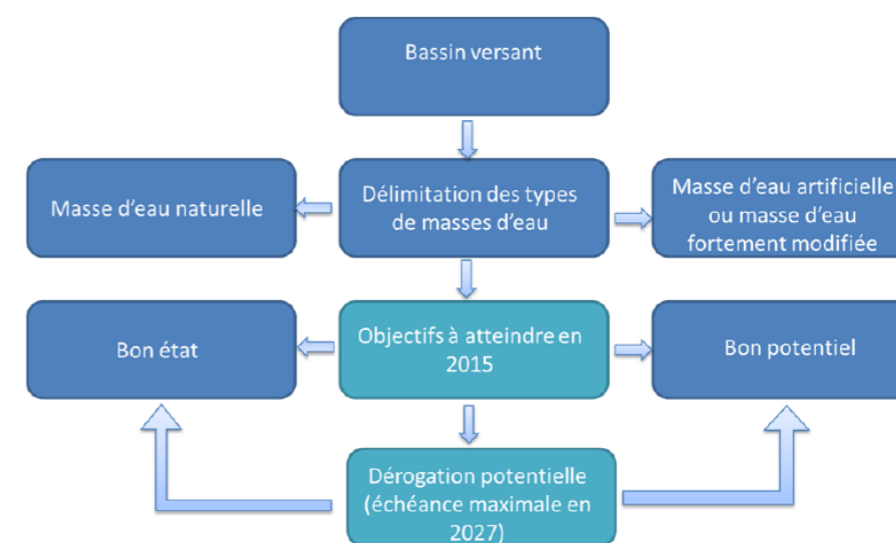 Bassin versant
Masse d'eau naturelle
Délimitation des types
de masses d'eau
Masse d'eau artificielle
ou masse d'eau
fortement modifiée
Bon état
Objectifs à atteindre en
2015
Bon potentiel
Dérogation potentielle
(échéance maximale en
2027)